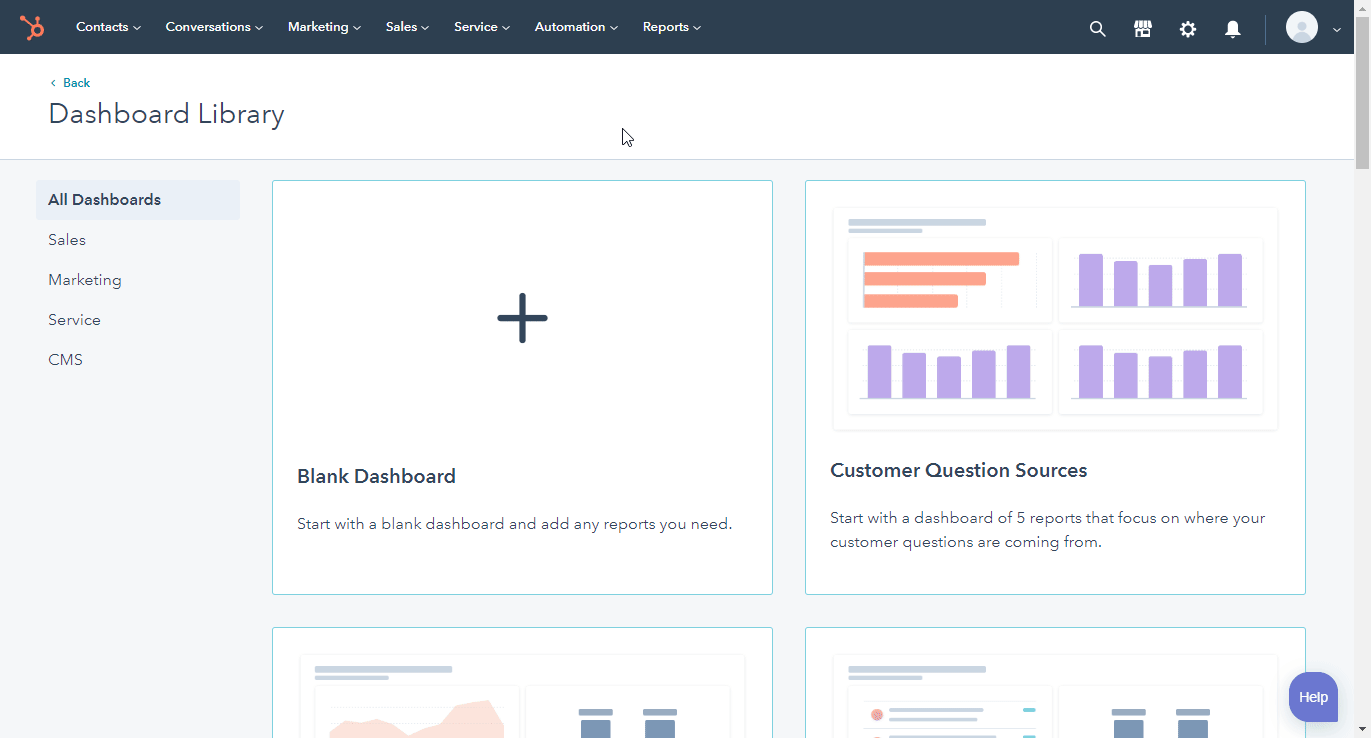 Contacts Conversations Marketing Sales Service Automation Reports
Back
Dashboard Library
All Dashboards
Sales
Marketing
Service
CMS
Blank Dashboard
Start with a blank dashboard and add any reports you need.
Customer Question Sources
Start with a dashboard of 5 reports that focus on where your
customer questions are coming from.
Help